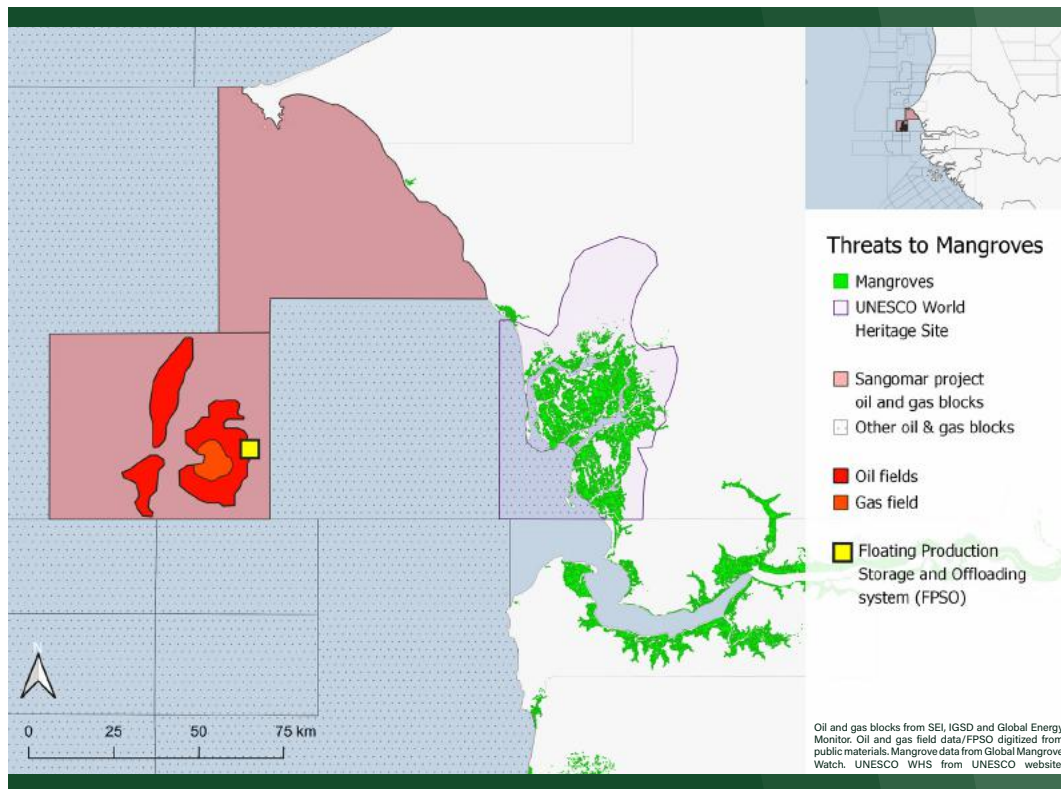 Threats to Mangroves
Mangroves
UNESCO World
Heritage Site
Sangomar project
oil and gas blocks
Other oil & gas blocks
Oil fields
Gas field
Floating Production
Storage and Offloading
system (FPSO)
N
0 25 50 75 km
Oil and gas blocks from SEI, IGSD and Global Energy
Monitor. Oil and gas field data/FPSO digitized from
public materials. Mangrove data from Global Mangrove
Watch. UNESCO WHS from UNESCO website